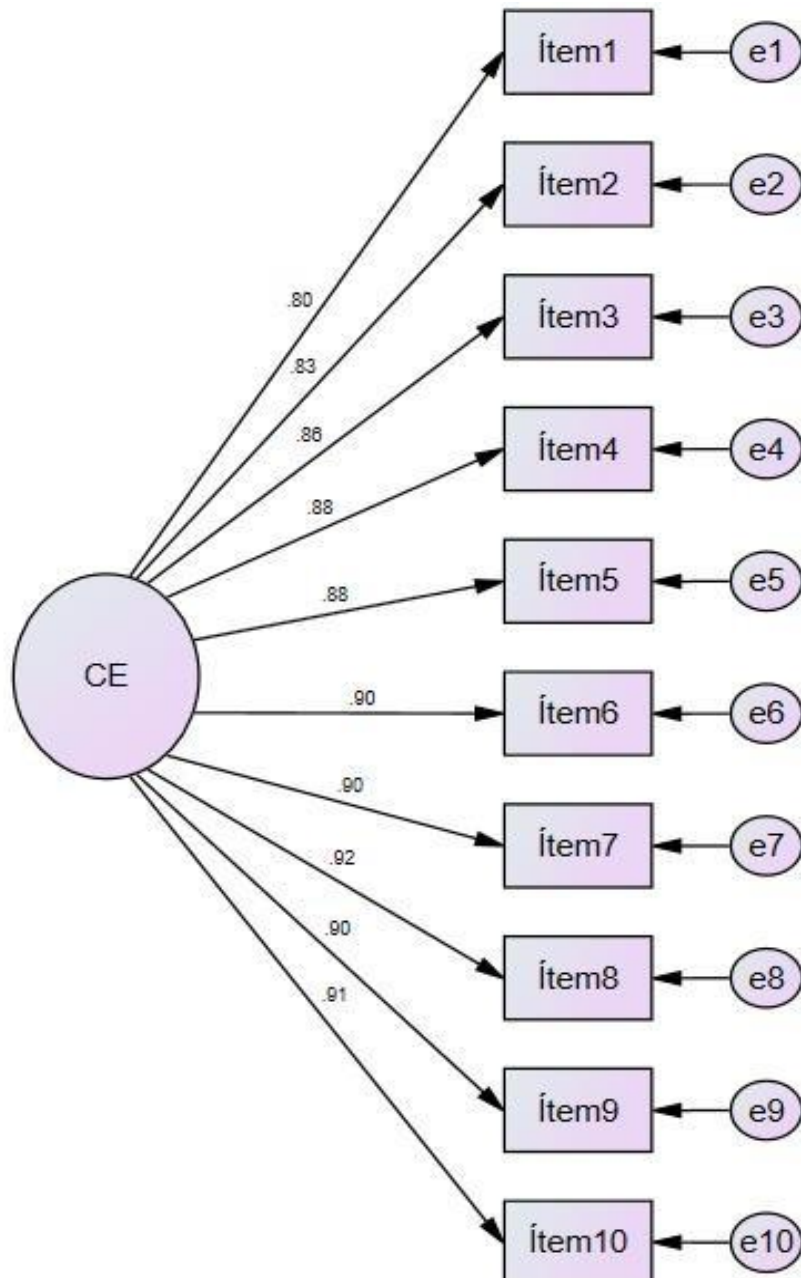 Ítem1
e1
Ítem2
e2
.80
Ítem3
e3
.83
.86
Ítem4
e4
.88
Ítem5
e5
.88
CE
.90
Ítem6
e6
.90
Ítem7
e7
.92
.90
Ítem8
e8
.91
Ítem9
e9
Ítem10
e10